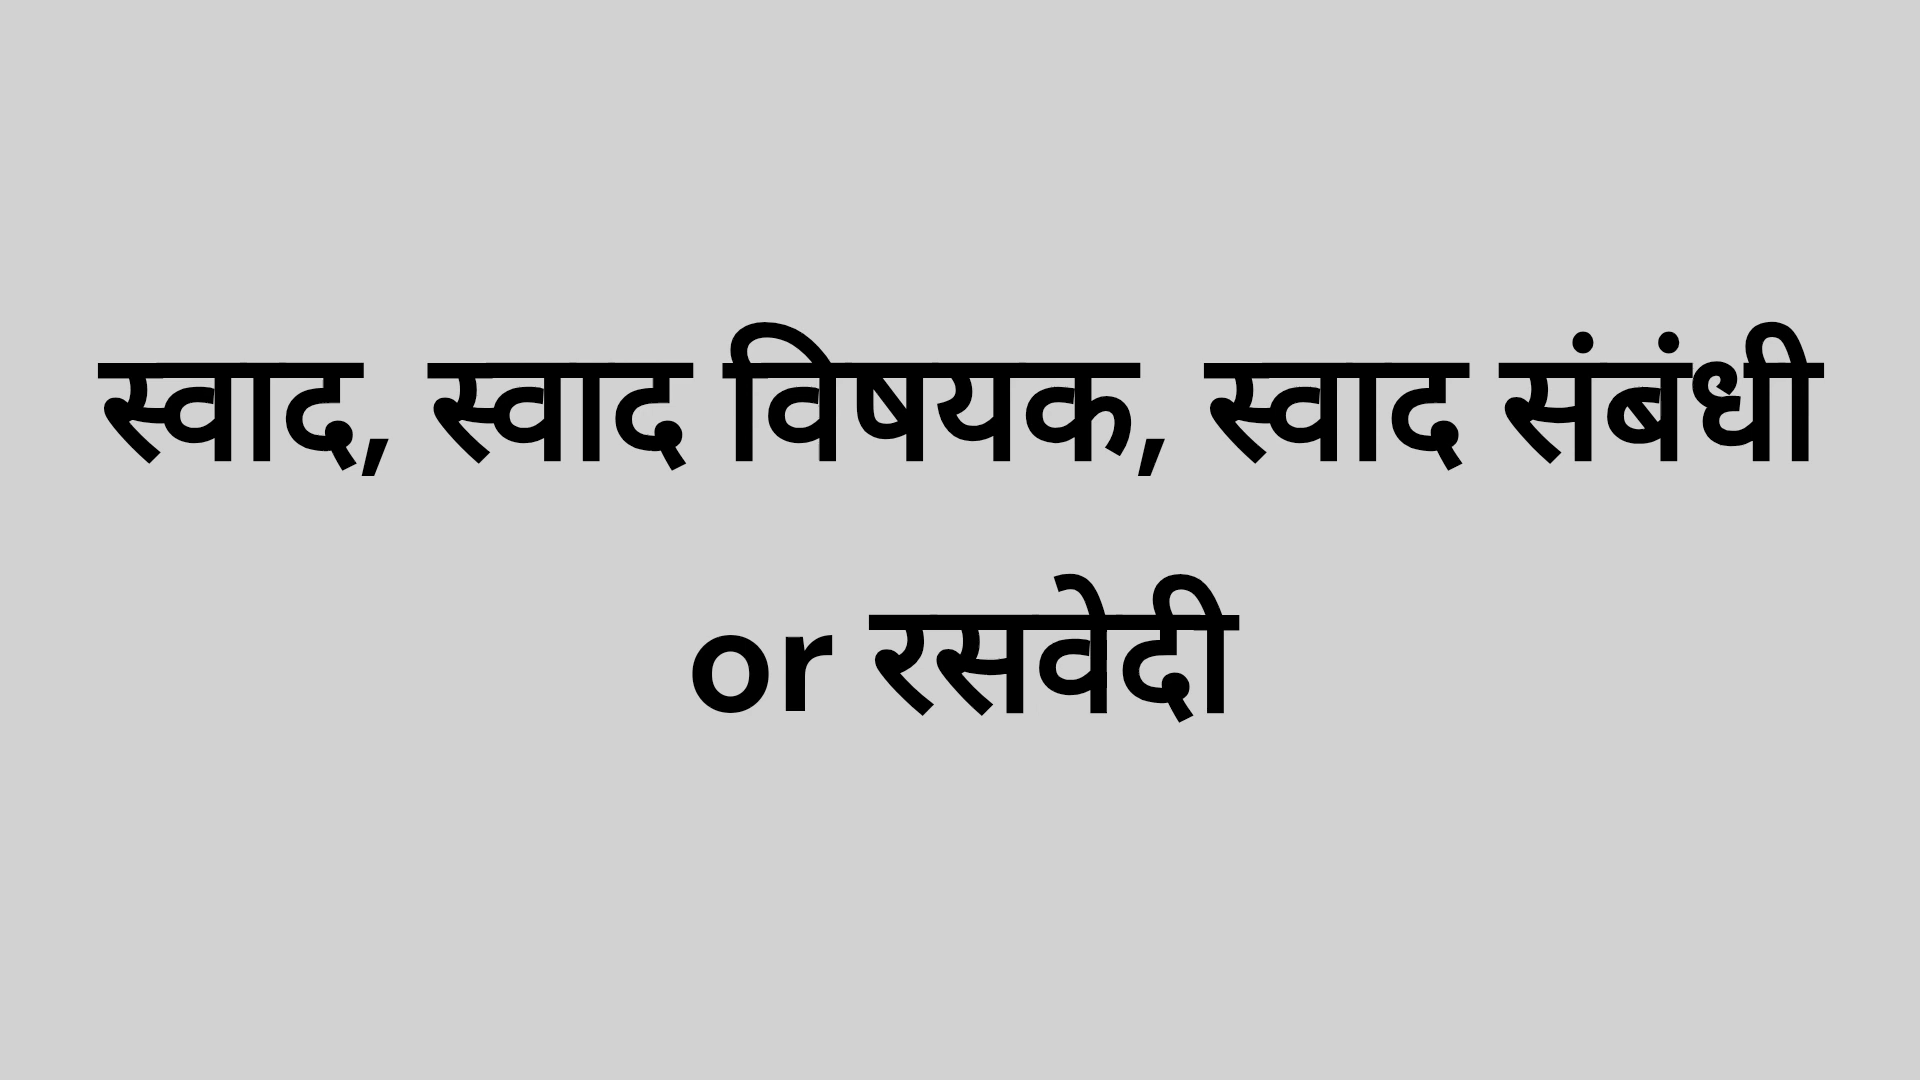 स्वाद, स्वाद विषयक, स्वाद संबंधी
or रसवेदी